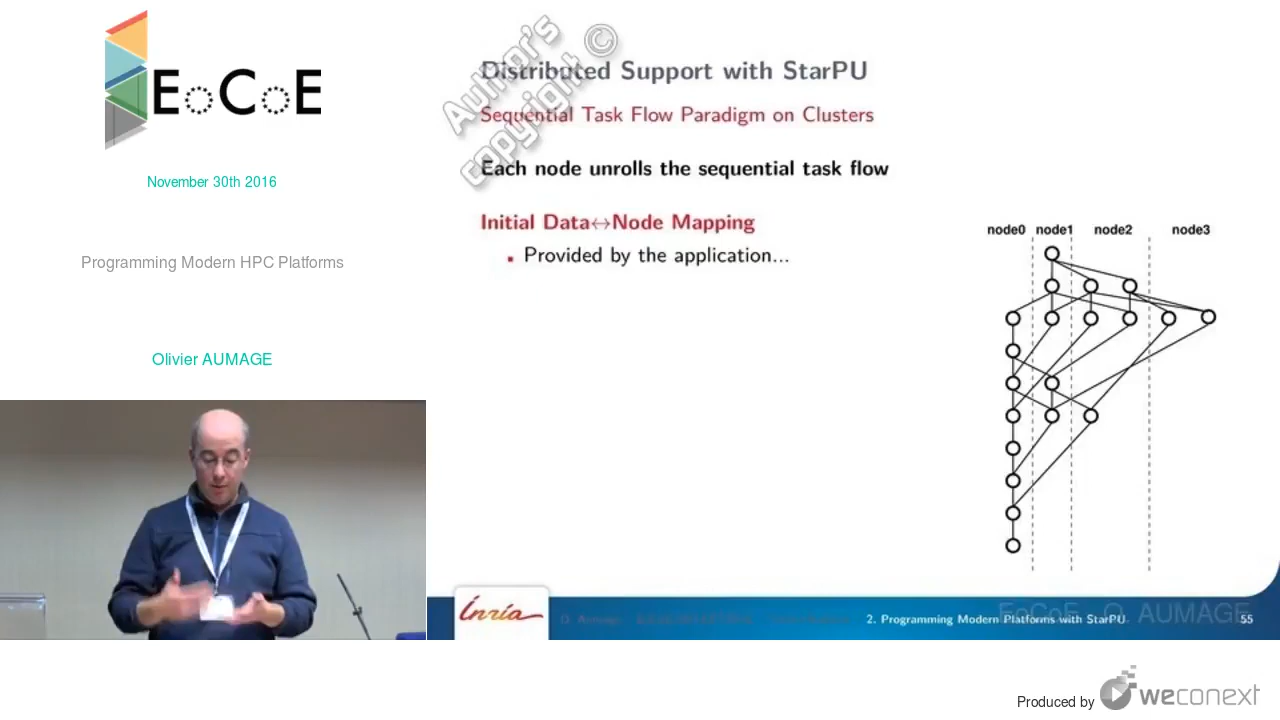 EoCoE
November 30th 2016
Programming Modern HPC Platforms
Olivier AUMAGE
Author's
copyright ©
Distributed Support with StarPU
Sequential Task Flow Paradigm on Clusters
Each node unrolls the sequential task flow
Initial Data↔Node Mapping
▪ Provided by the application...
node0 node1 node2 node3
Inria
2. Programming Modern Platforms with StarPU
EoCoE O. AUMAGE
55
Produced by weconext